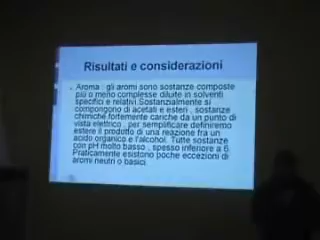 Risultati e considerazioni
Aroma : gli aromi sono sostanze composte
più o meno complesse diluite in solventi
specifici e relativi.Sostanzialmente si
compongono di acetati e esteri , sostanze
chimiche fortemente cariche da un punto di
vista elettrico , per semplificare definiremo
estere il prodotto di una reazione fra un
acido organico e l'alcohol. Tutte sostanze
con pH molto basso , spesso inferiore a 6.
Praticamente esistono poche eccezioni di
aromi neutri o basici.